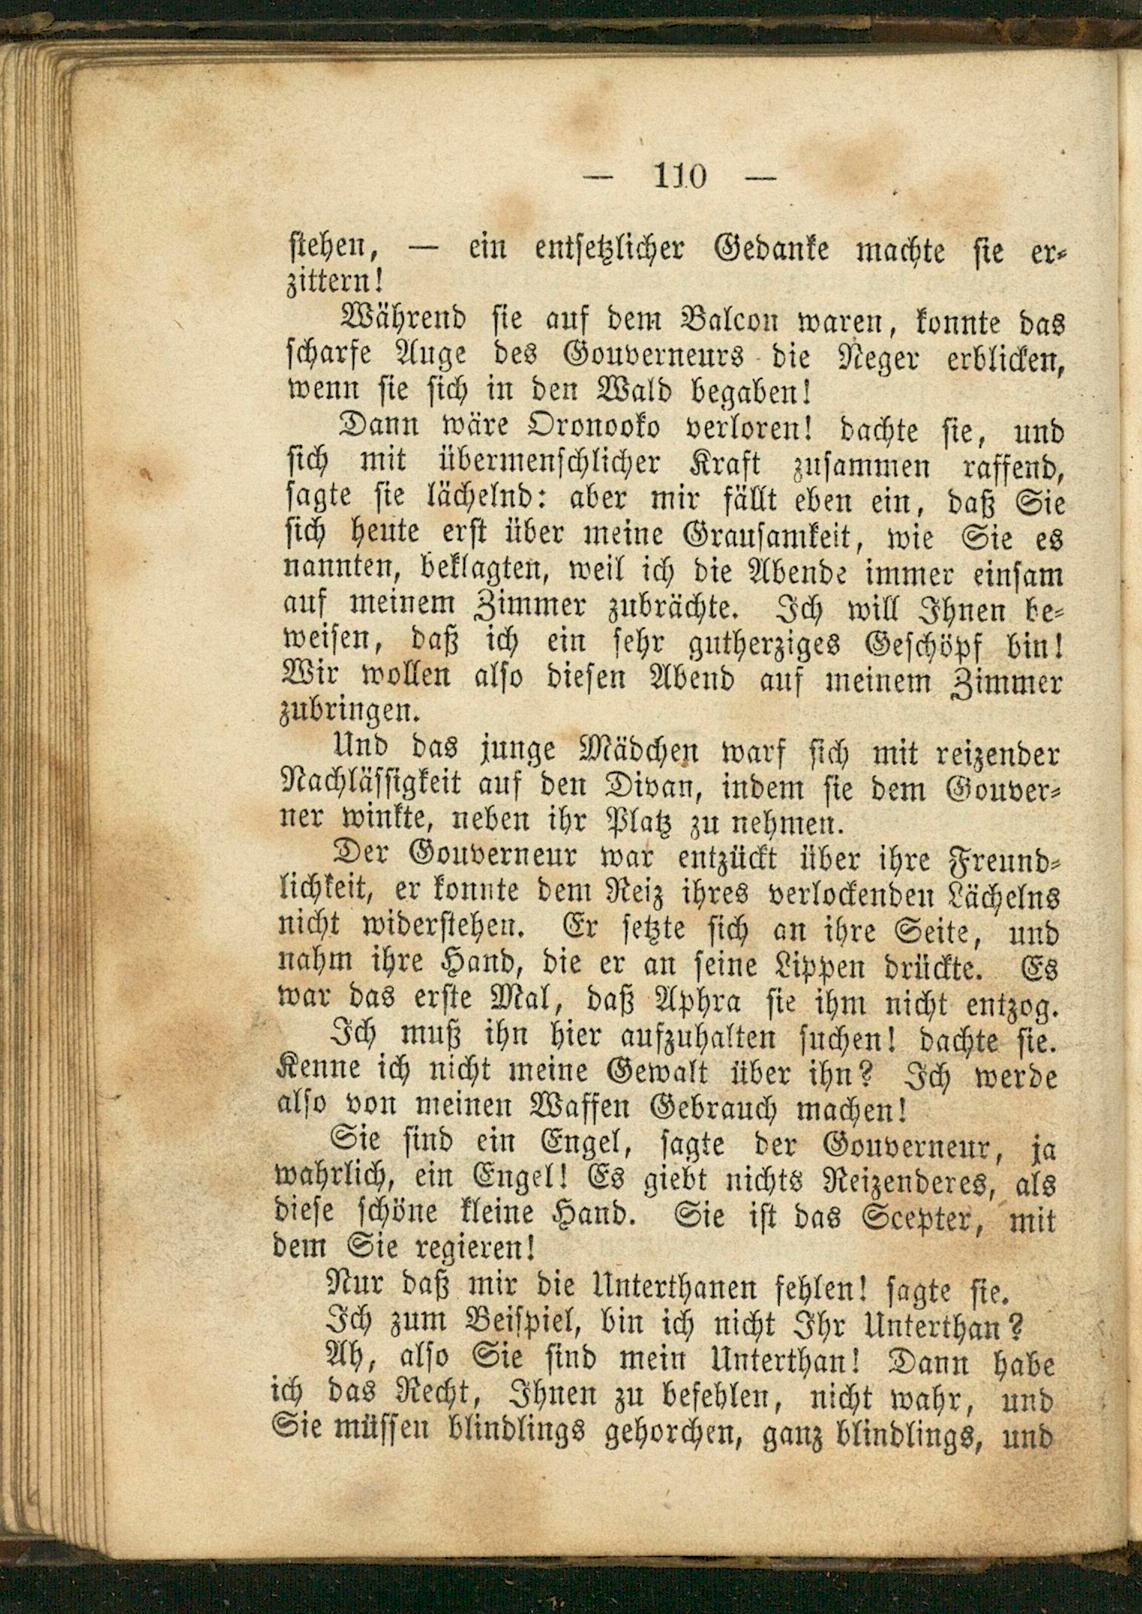 — 110 —
stehen, — ein entsetzlicher Gedanke machte sie er-
zittern!
Während sie auf dem Balcon waren, konnte das
scharfe Auge des Gouverneurs die Neger erblicken,
wenn sie sich in den Wald begaben!
Dann wäre Oronooko verloren! dachte sie, und
sich mit übermenschlicher Kraft zusammen raffend,
sagte sie lächelnd: aber mir fällt eben ein, daß Sie
sich heute erst über meine Grausamkeit, wie Sie es
nannten, beklagten, weil ich die Abende immer einsam
auf meinem Zimmer zubrächte. Ich will Ihnen be-
weisen, daß ich ein sehr gutherziges Geschöpf bin!
Wir wollen also diesen Abend auf meinem Zimmer
zubringen.
Und das junge Mädchen warf sich mit reizender
Nachlässigkeit auf den Divan, indem sie dem Gouver-
ner winkte, neben ihr Platz zu nehmen.
Der Gouverneur war entzückt über ihre Freund-
lichkeit, er konnte dem Reiz ihres verlockenden Lächelns
nicht widerstehen. Er setzte sich an ihre Seite, und
nahm ihre Hand, die er an seine Lippen drückte. Es
war das erste Mal, daß Aphra sie ihm nicht entzog.
Ich muß ihn hier aufzuhalten suchen! dachte sie.
Kenne ich nicht meine Gewalt über ihn? Ich werde
also von meinen Waffen Gebrauch machen!
Sie sind ein Engel, sagte der Gouverneur, ja
wahrlich, ein Engel! Es giebt nichts Reizenderes, als
diese schöne kleine Hand. Sie ist das Scepter, mit
dem Sie regieren!
Nur daß mir die Unterthanen fehlen! sagte sie.
Ich zum Beispiel, bin ich nicht Ihr Unterthan?
Ah, also Sie sind mein Unterthan! Dann habe
ich das Recht, Ihnen zu befehlen, nicht wahr, und
Sie müssen blindlings gehorchen, ganz blindlings, und